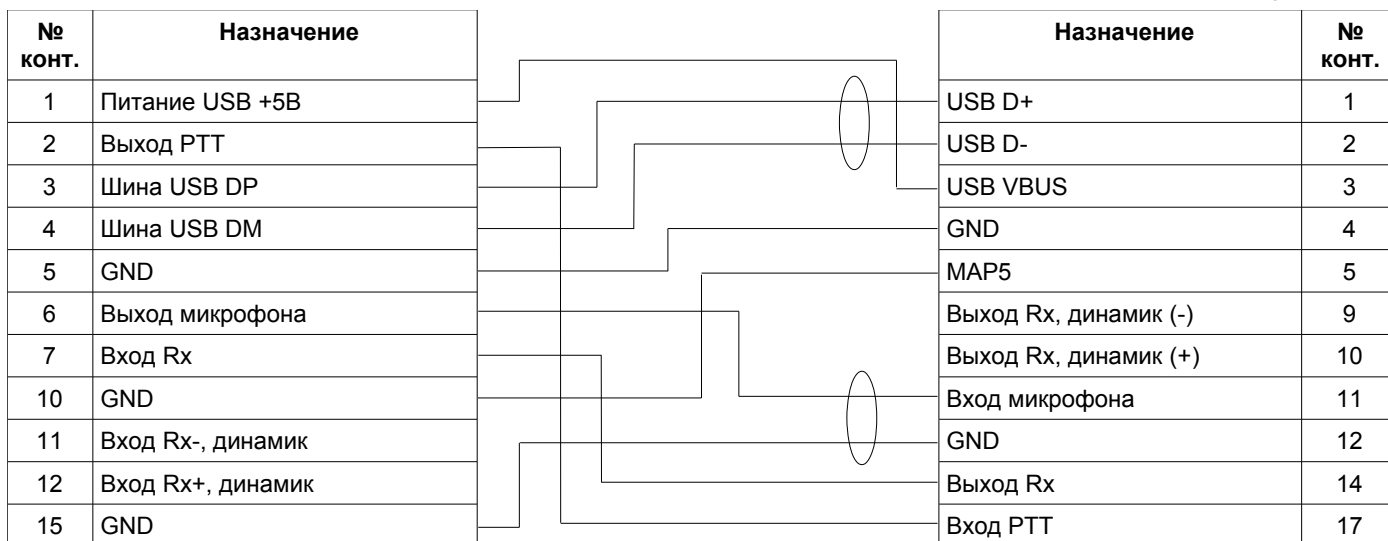 № конт. Назначение Назначение № конт.
1 Питание USB +5В USB D+ 1
2 Выход PTT USB D- 2
3 Шина USB DP USB VBUS 3
4 Шина USB DM GND 4
5 GND MAP5 5
6 Выход микрофона Выход Rx, динамик (-) 9
7 Вход Rx Выход Rx, динамик (+) 10
10 GND Вход микрофона 11
11 Вход Rx-, динамик GND 12
12 Вход Rx+, динамик Выход Rx 14
15 GND Вход PTT 17